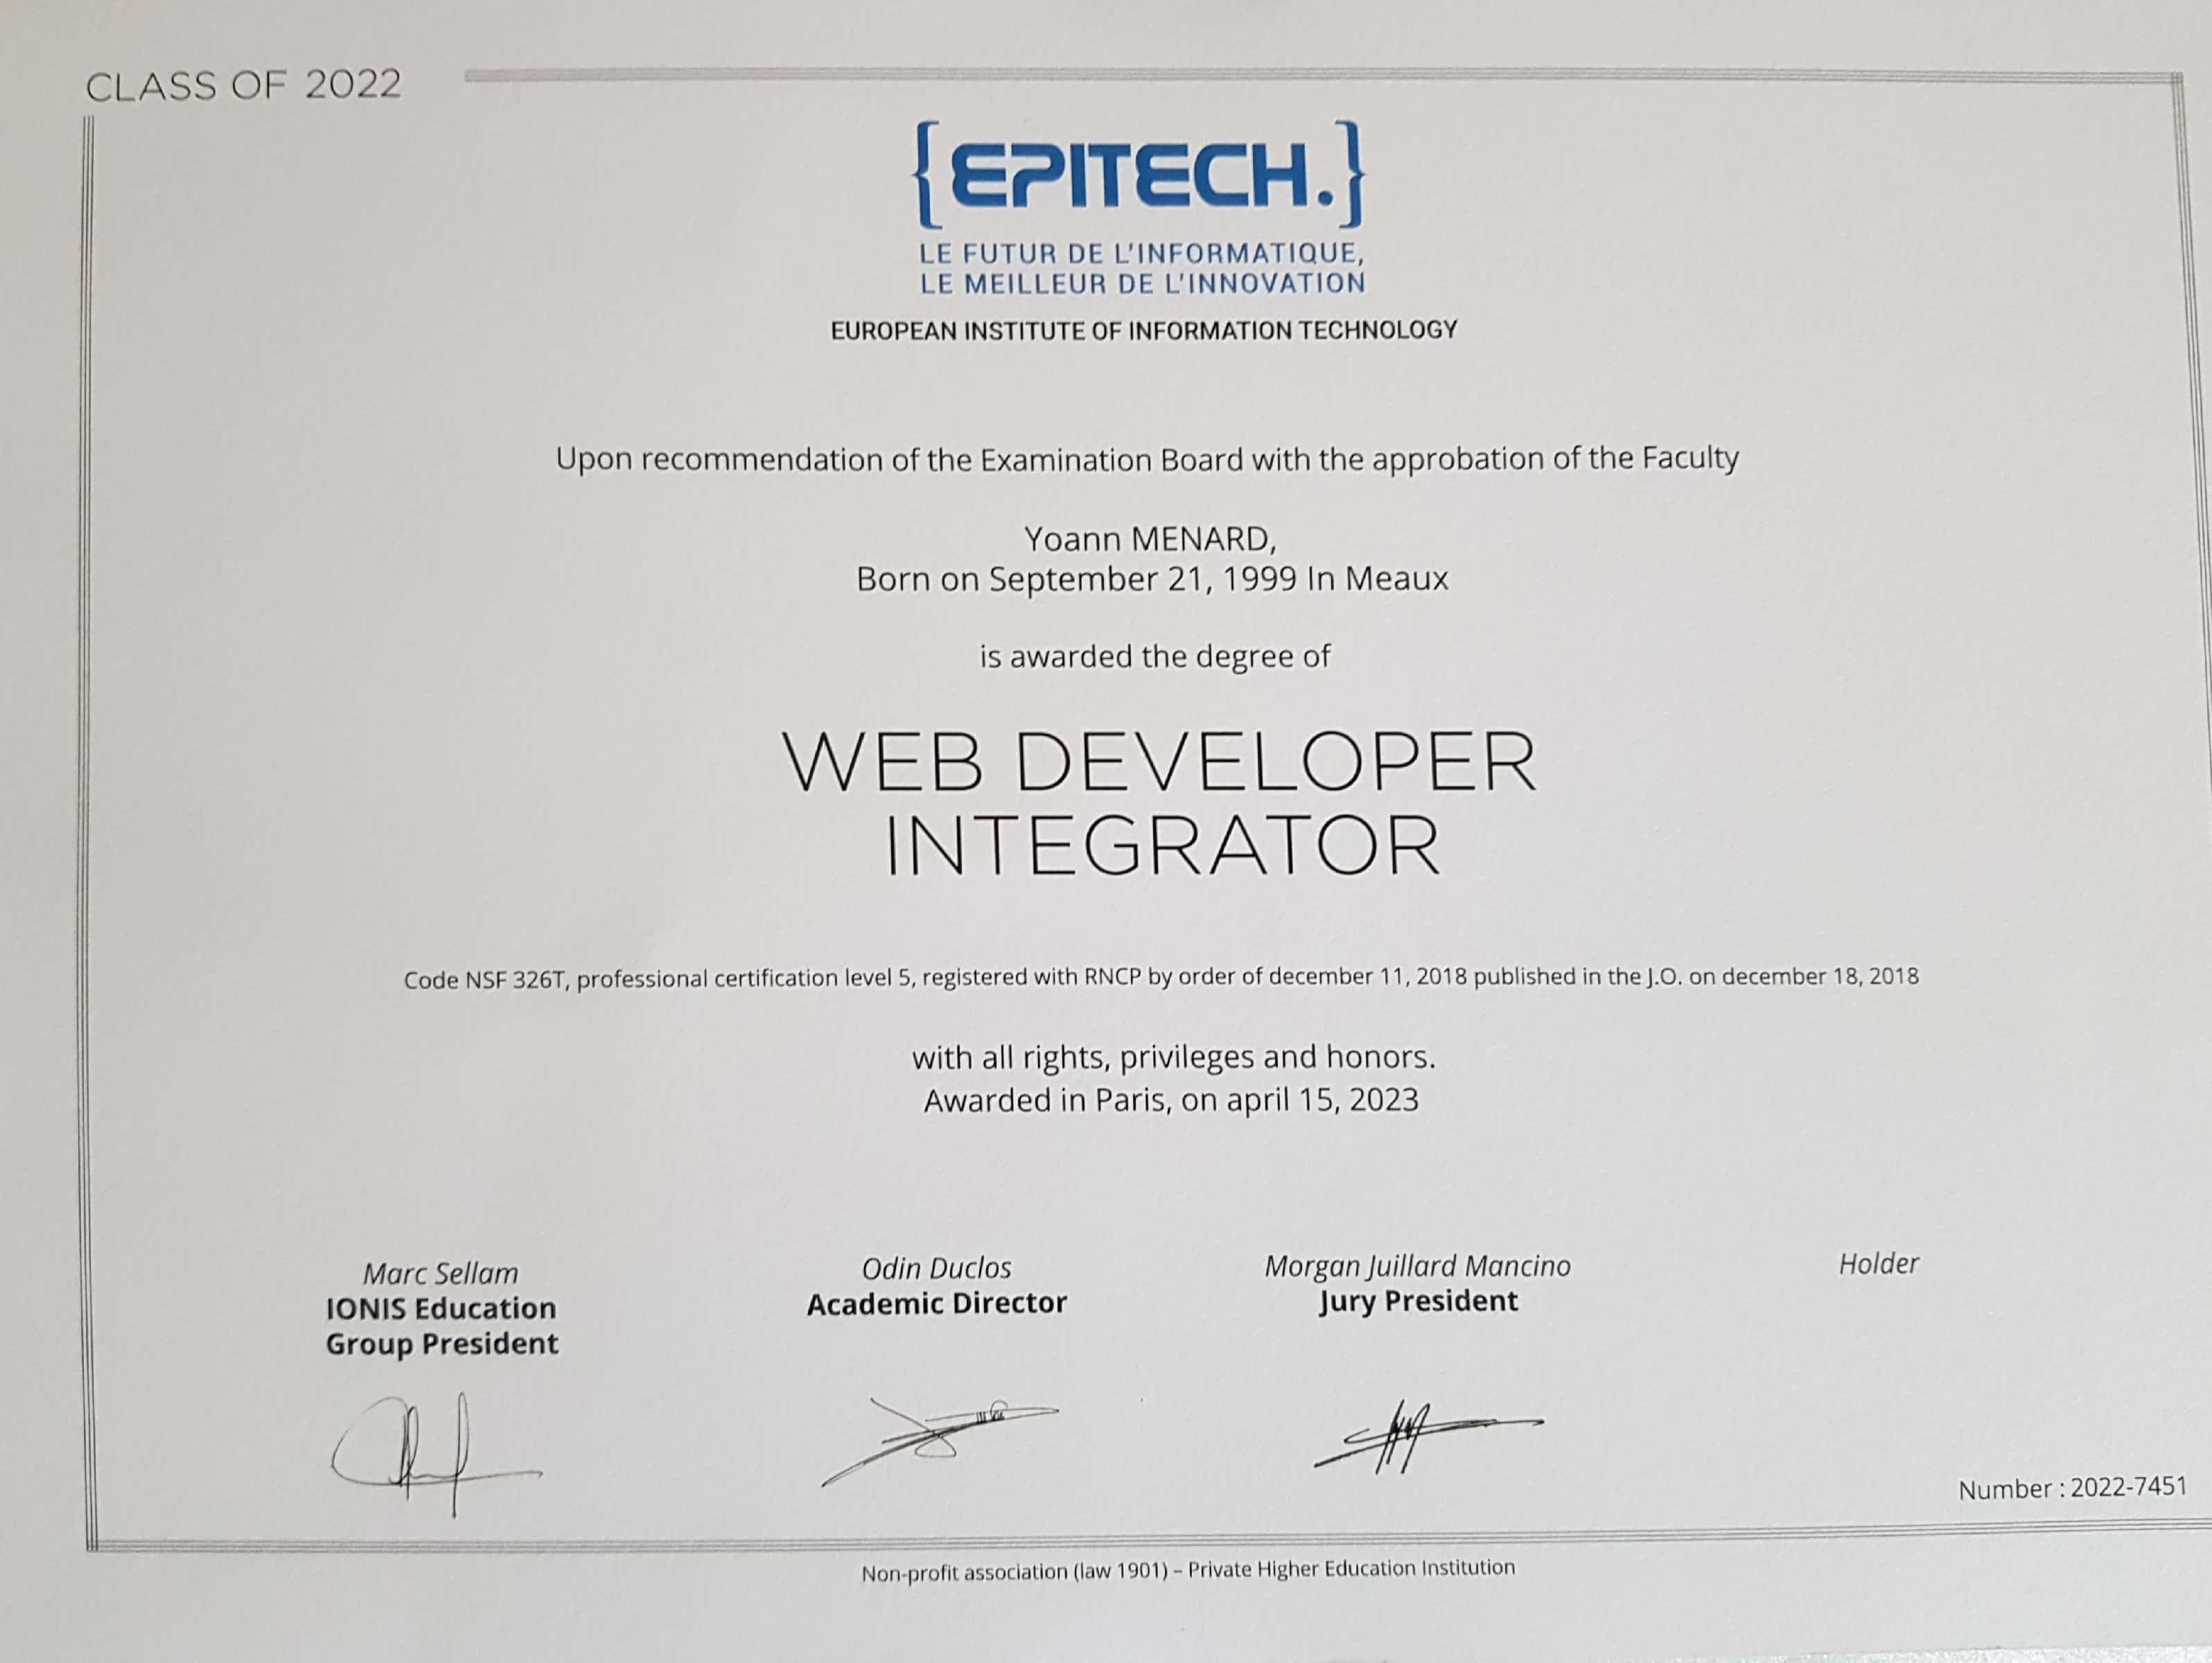 CLASS OF 2022
{EPITECH.}
LE FUTUR DE L'INFORMATIQUE,
LE MEILLEUR DE L'INNOVATION
EUROPEAN INSTITUTE OF INFORMATION TECHNOLOGY
Upon recommendation of the Examination Board with the approbation of the Faculty
Yoann MENARD,
Born on September 21, 1999 In Meaux
is awarded the degree of
WEB DEVELOPER
INTEGRATOR
Code NSF 326T, professional certification level 5, registered with RNCP by order of december 11, 2018 published in the J.O. on december 18, 2018
with all rights, privileges and honors.
Awarded in Paris, on april 15, 2023
Marc Sellam
IONIS Education
Group President
Odin Duclos
Academic Director
Morgan Juillard Mancino
Jury President
Holder
Number : 2022-7451
Non-profit association (law 1901) – Private Higher Education Institution